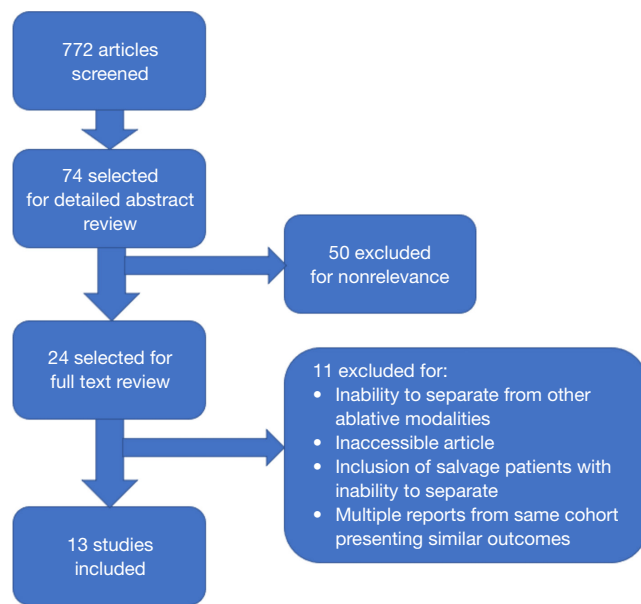 772 articles
screened
74 selected
for detailed abstract
review
50 excluded
for nonrelevance
24 selected for
full text review
11 excluded for:
• Inability to separate from other
ablative modalities
• Inaccessible article
• Inclusion of salvage patients with
inability to separate
• Multiple reports from same cohort
presenting similar outcomes
13 studies
included